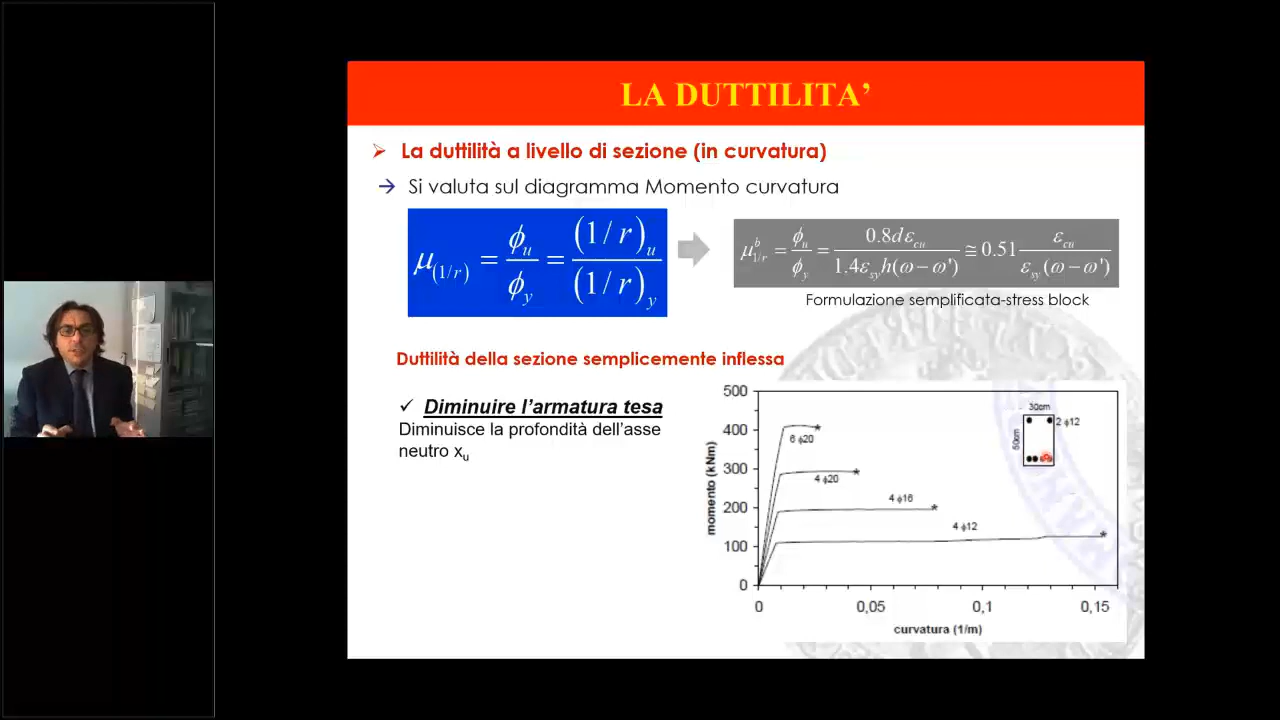 LA DUTTILITA’
➢ La duttilità a livello di sezione (in curvatura)
→ Si valuta sul diagramma Momento curvatura
μ(1/r) = ϕu/ϕy = (1/r)u/(1/r)y
μ^b_1/r = ϕu/ϕy = 0.8dεcu/1.4εsyh(ω−ω') ≅ 0.51 εcu/εsy(ω−ω')
Formulazione semplificata-stress block
Duttilità della sezione semplicemente inflessa
✓ Diminuire l’armatura tesa
Diminuisce la profondità dell’asse
neutro xu
momento (kNm)
500
400
300
200
100
0
6 ϕ20
4 ϕ20
4 ϕ16
4 ϕ12
30cm
50cm
2 ϕ12
0 0,05 0,1 0,15
curvatura (1/m)